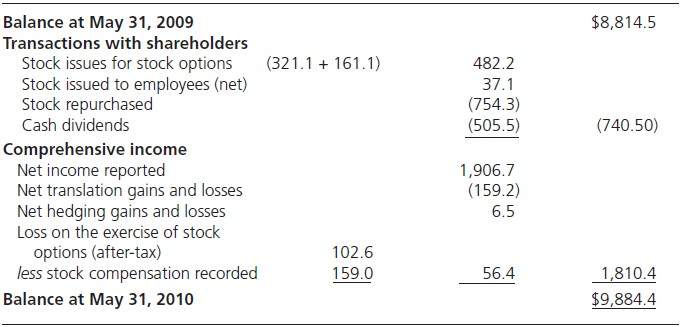 Balance at May 31, 2009 $8,814.5
Transactions with shareholders
Stock issues for stock options (321.1 + 161.1) 482.2
Stock issued to employees (net) 37.1
Stock repurchased (754.3)
Cash dividends (505.5) (740.50)
Comprehensive income
Net income reported 1,906.7
Net translation gains and losses (159.2)
Net hedging gains and losses 6.5
Loss on the exercise of stock
options (after-tax) 102.6
less stock compensation recorded 159.0 56.4 1,810.4
Balance at May 31, 2010 $9,884.4